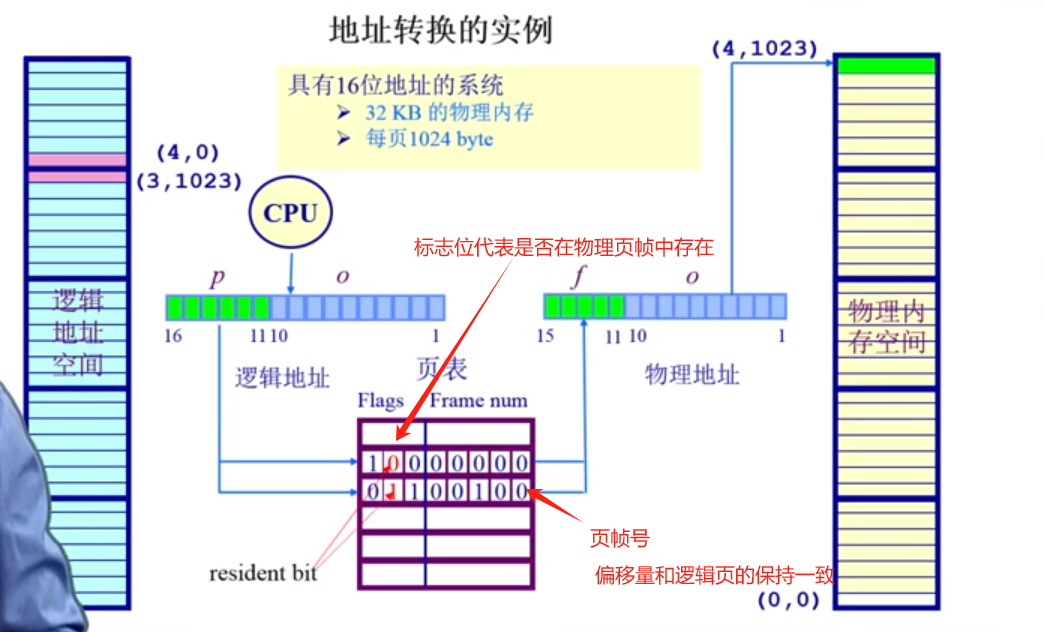 地址转换的实例
具有16位地址的系统
➢ 32 KB 的物理内存
➢ 每页1024 byte
(4,1023)
(4,0)
(3,1023)
CPU
标志位代表是否在物理页帧中存在
p o
f o
16 11 10 1
15 11 10 1
逻辑
地址
空间
物理内
存空间
逻辑地址
页表
物理地址
Flags Frame num
1 0 0 0 0 0 0 0
0 1 1 0 0 1 0 0
页帧号
resident bit
偏移量和逻辑页的保持一致
(0,0)